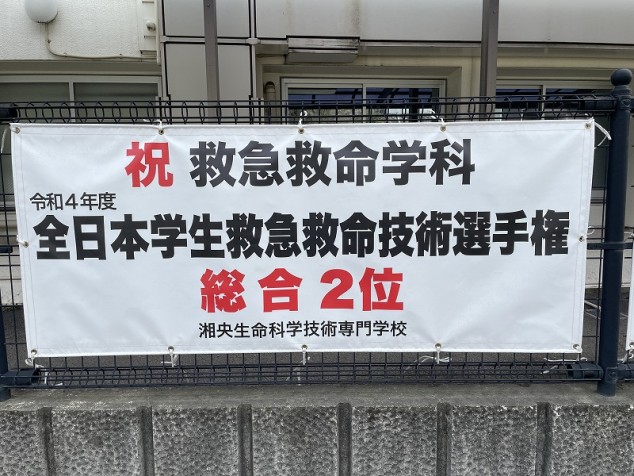 祝 救急救命学科
令和4年度
全日本学生救急救命技術選手権
総合2位
湘央生命科学技術専門学校